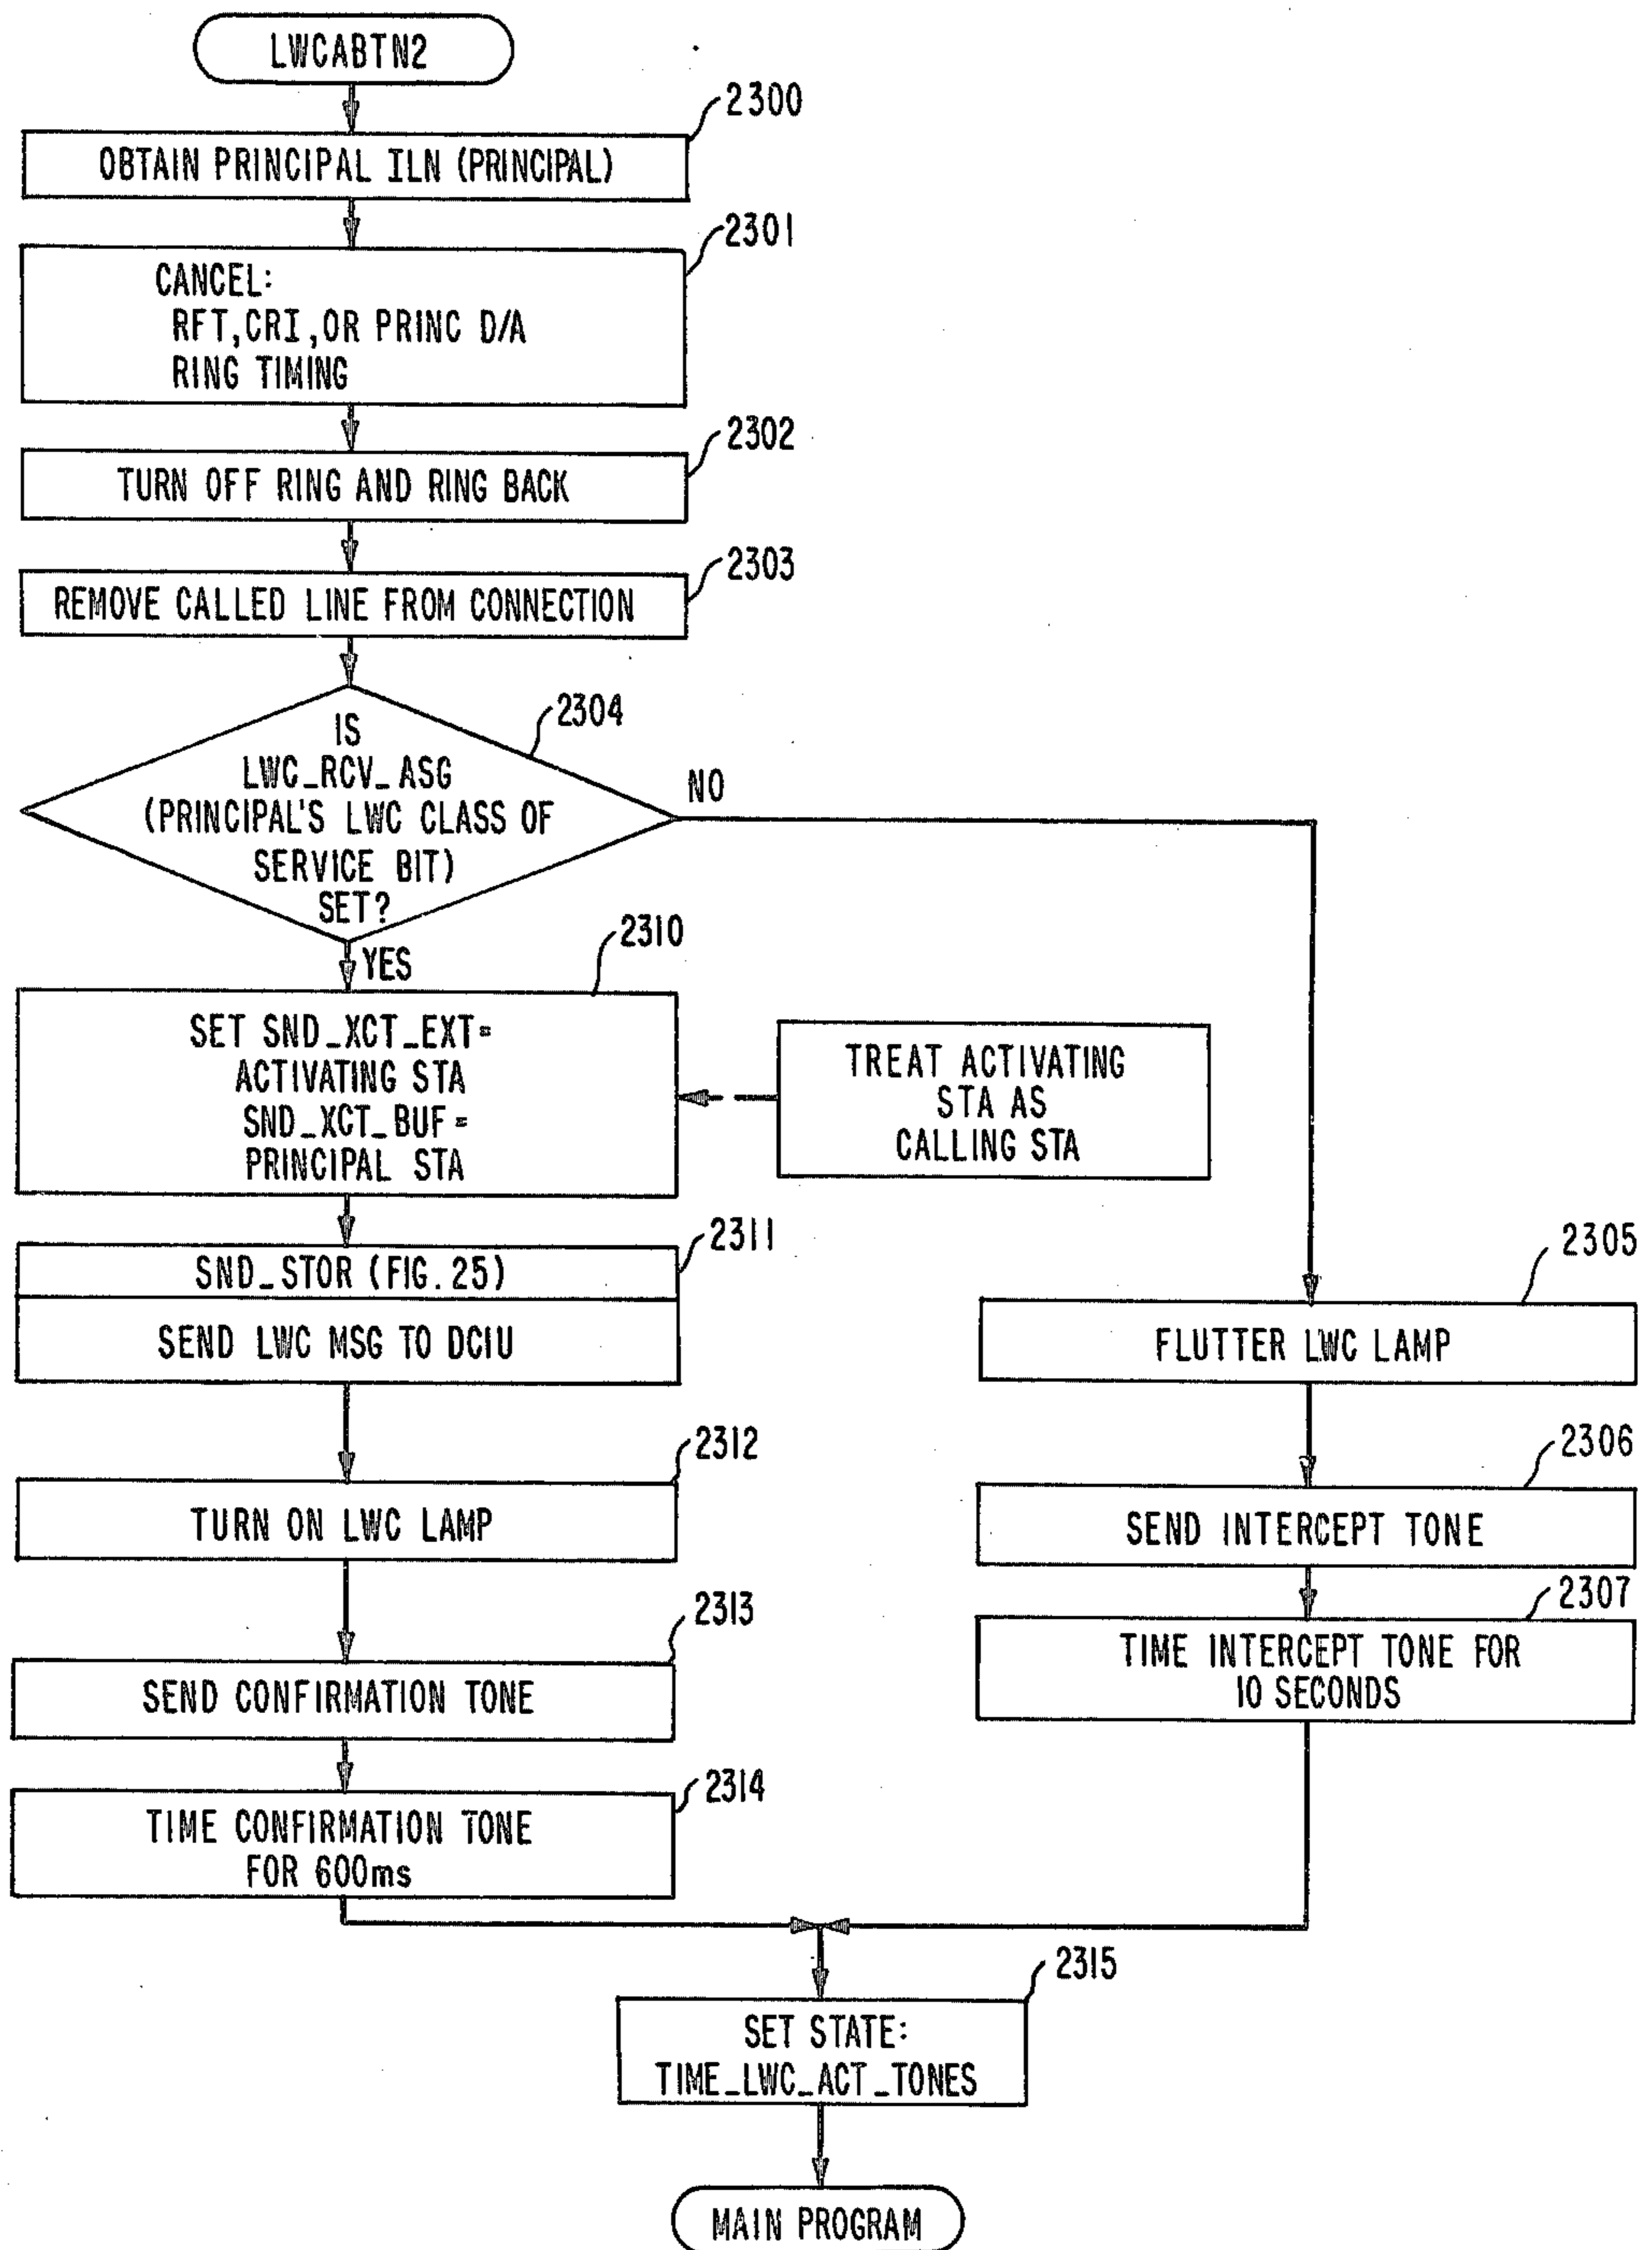 LWCABTN2
2300
OBTAIN PRINCIPAL ILN (PRINCIPAL)
2301
CANCEL:
RFT, CRI, OR PRINC D/A
RING TIMING
2302
TURN OFF RING AND RING BACK
2303
REMOVE CALLED LINE FROM CONNECTION
2304
IS
LWC_RCV_ASG
(PRINCIPAL'S LWC CLASS OF
SERVICE BIT)
SET?
NO
YES
2310
SET SND_XCT_EXT=
ACTIVATING STA
SND_XCT_BUF=
PRINCIPAL STA
TREAT ACTIVATING
STA AS
CALLING STA
2311
SND_STOR (FIG. 25)
SEND LWC MSG TO DCIU
2312
TURN ON LWC LAMP
2313
SEND CONFIRMATION TONE
2314
TIME CONFIRMATION TONE
FOR 600ms
2305
FLUTTER LWC LAMP
2306
SEND INTERCEPT TONE
2307
TIME INTERCEPT TONE FOR
10 SECONDS
2315
SET STATE:
TIME_LWC_ACT_TONES
MAIN PROGRAM